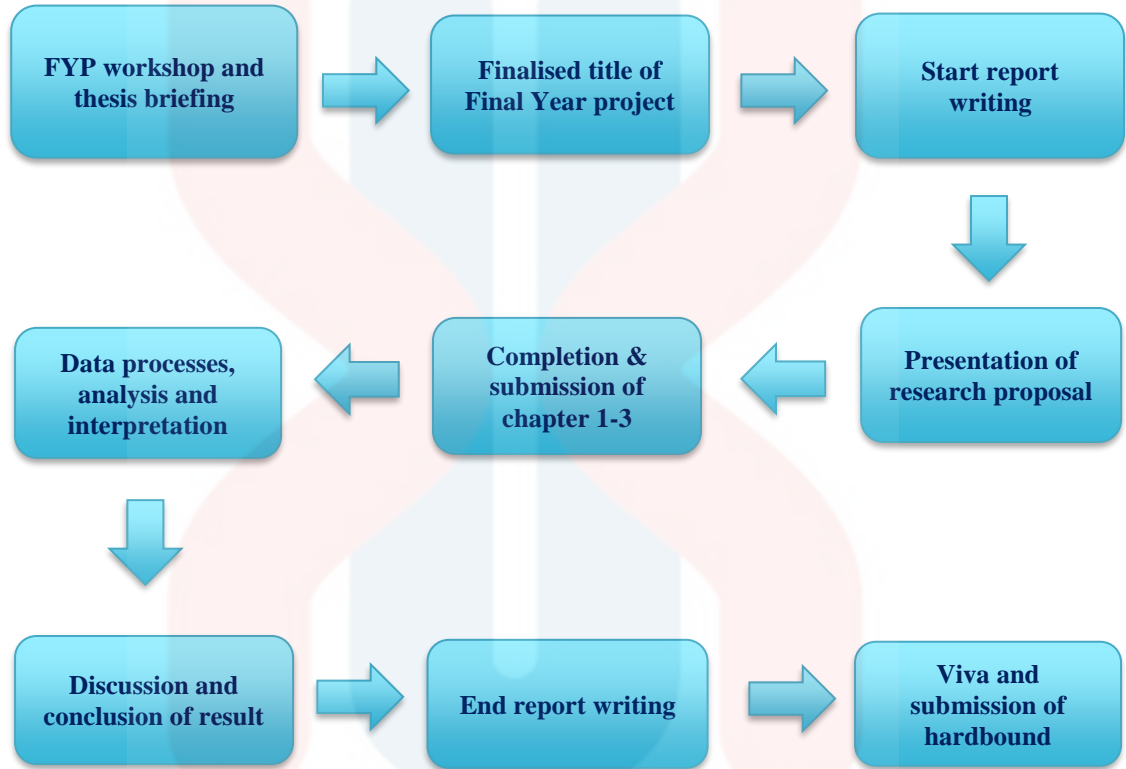 FYP workshop and
thesis briefing
Finalised title of
Final Year project
Start report
writing
Presentation of
research proposal
Completion &
submission of
chapter 1-3
Data processes,
analysis and
interpretation
Discussion and
conclusion of result
End report writing
Viva and
submission of
hardbound